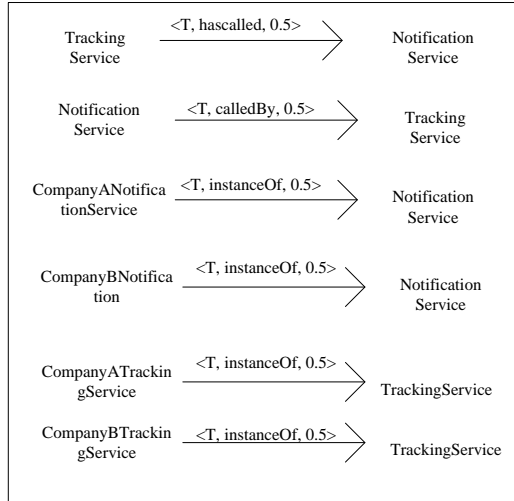 <T, hascalled, 0.5>
Tracking
Service
Notification
Service
<T, calledBy, 0.5>
Notification
Service
Tracking
Service
<T, instanceOf, 0.5>
CompanyANotifica
tionService
Notification
Service
<T, instanceOf, 0.5>
CompanyBNotifica
tion
Notification
Service
<T, instanceOf, 0.5>
CompanyATrackin
gService
TrackingService
<T, instanceOf, 0.5>
CompanyBTrackin
gService
TrackingService